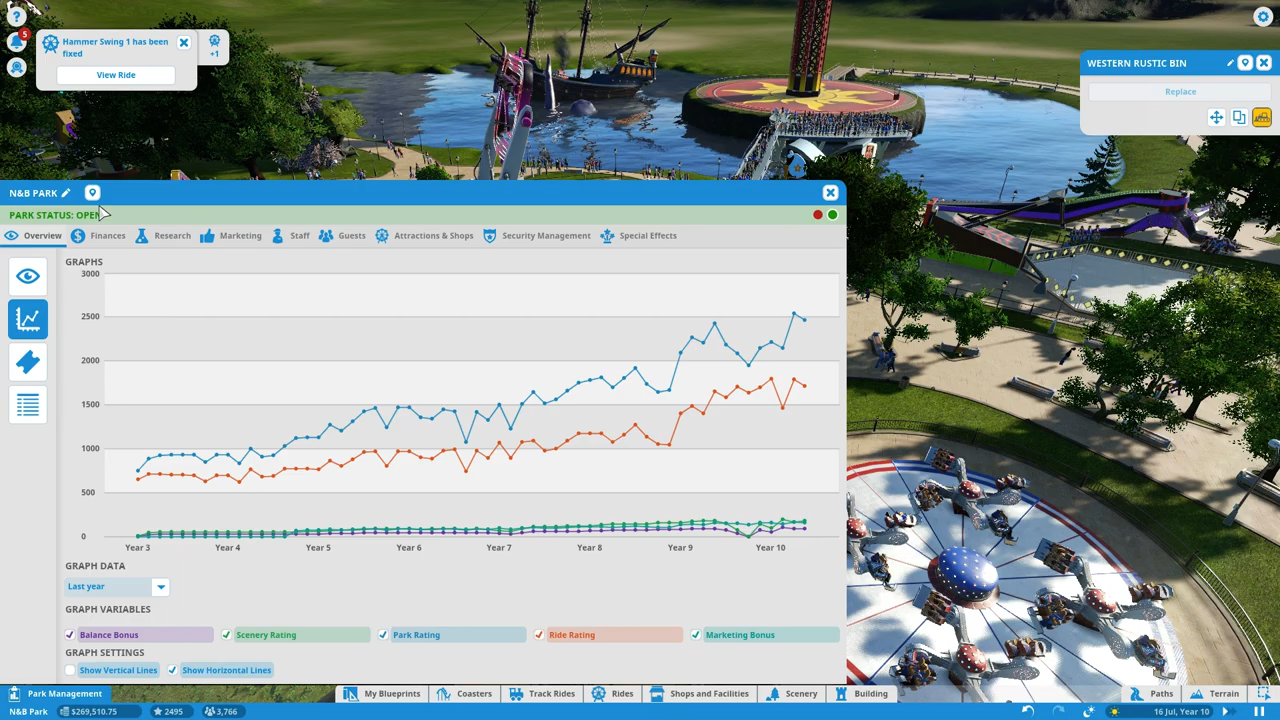 ?
5
Hammer Swing 1 has been
fixed
+1
View Ride
WESTERN RUSTIC BIN
Replace
N&B PARK
PARK STATUS: OPEN
Overview
Finances
Research
Marketing
Staff
Guests
Attractions & Shops
Security Management
Special Effects
GRAPHS
3000
2500
2000
1500
1000
500
0
Year 3
Year 4
Year 5
Year 6
Year 7
Year 8
Year 9
Year 10
GRAPH DATA
Last year
GRAPH VARIABLES
Balance Bonus
Scenery Rating
Park Rating
Ride Rating
Marketing Bonus
GRAPH SETTINGS
Show Vertical Lines
Show Horizontal Lines
Park Management
My Blueprints
Coasters
Track Rides
Rides
Shops and Facilities
Scenery
Building
Paths
Terrain
N&B Park
$269,510.75
2495
3,766
16 Jul, Year 10